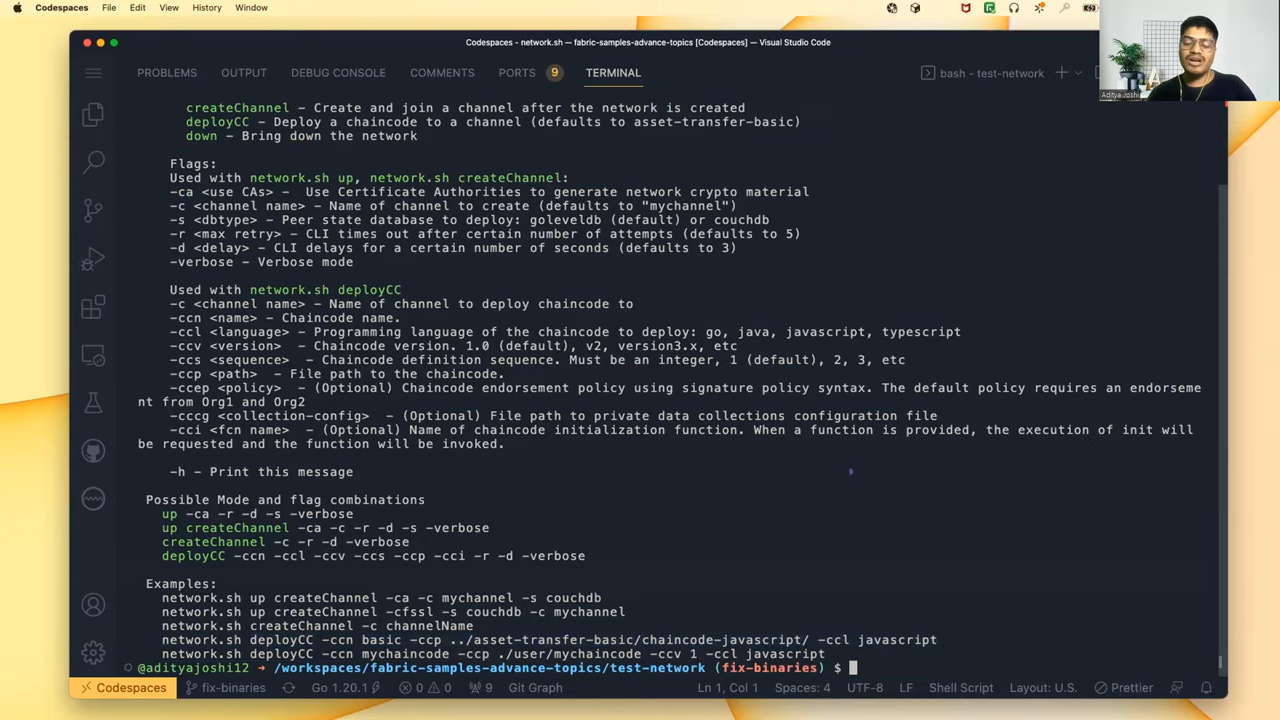 Codespaces File Edit View History Window
Codespaces - network.sh — fabric-samples-advance-topics [Codespaces] — Visual Studio Code
Aditya Joshi
PROBLEMS OUTPUT DEBUG CONSOLE COMMENTS PORTS 9 TERMINAL bash - test-network
createChannel - Create and join a channel after the network is created
deployCC - Deploy a chaincode to a channel (defaults to asset-transfer-basic)
down - Bring down the network
Flags:
Used with network.sh up, network.sh createChannel:
-ca <use CAs> - Use Certificate Authorities to generate network crypto material
-c <channel name> - Name of channel to create (defaults to "mychannel")
-s <dbtype> - Peer state database to deploy: goleveldb (default) or couchdb
-r <max retry> - CLI times out after certain number of attempts (defaults to 5)
-d <delay> - CLI delays for a certain number of seconds (defaults to 3)
-verbose - Verbose mode
Used with network.sh deployCC
-c <channel name> - Name of channel to deploy chaincode to
-ccn <name> - Chaincode name.
-ccl <language> - Programming language of the chaincode to deploy: go, java, javascript, typescript
-ccv <version> - Chaincode version. 1.0 (default), v2, version3.x, etc
-ccs <sequence> - Chaincode definition sequence. Must be an integer, 1 (default), 2, 3, etc
-ccp <path> - File path to the chaincode.
-ccep <policy> - (Optional) Chaincode endorsement policy using signature policy syntax. The default policy requires an endorseme
nt from Org1 and Org2
-cccg <collection-config> - (Optional) File path to private data collections configuration file
-cci <fcn name> - (Optional) Name of chaincode initialization function. When a function is provided, the execution of init will
be requested and the function will be invoked.
-h - Print this message
Possible Mode and flag combinations
up -ca -r -d -s -verbose
up createChannel -ca -c -r -d -s -verbose
createChannel -c -r -d -verbose
deployCC -ccn -ccl -ccv -ccs -ccp -cci -r -d -verbose
Examples:
network.sh up createChannel -ca -c mychannel -s couchdb
network.sh up createChannel -cfssl -s couchdb -c mychannel
network.sh createChannel -c channelName
network.sh deployCC -ccn basic -ccp ../asset-transfer-basic/chaincode-javascript/ -ccl javascript
network.sh deployCC -ccn mychaincode -ccp ./user/mychaincode -ccv 1 -ccl javascript
@adityajoshi12 → /workspaces/fabric-samples-advance-topics/test-network (fix-binaries) $
Codespaces fix-binaries Go 1.20.1 0 0 9 Git Graph Ln 1, Col 1 Spaces: 4 UTF-8 LF Shell Script Layout: U.S. Prettier